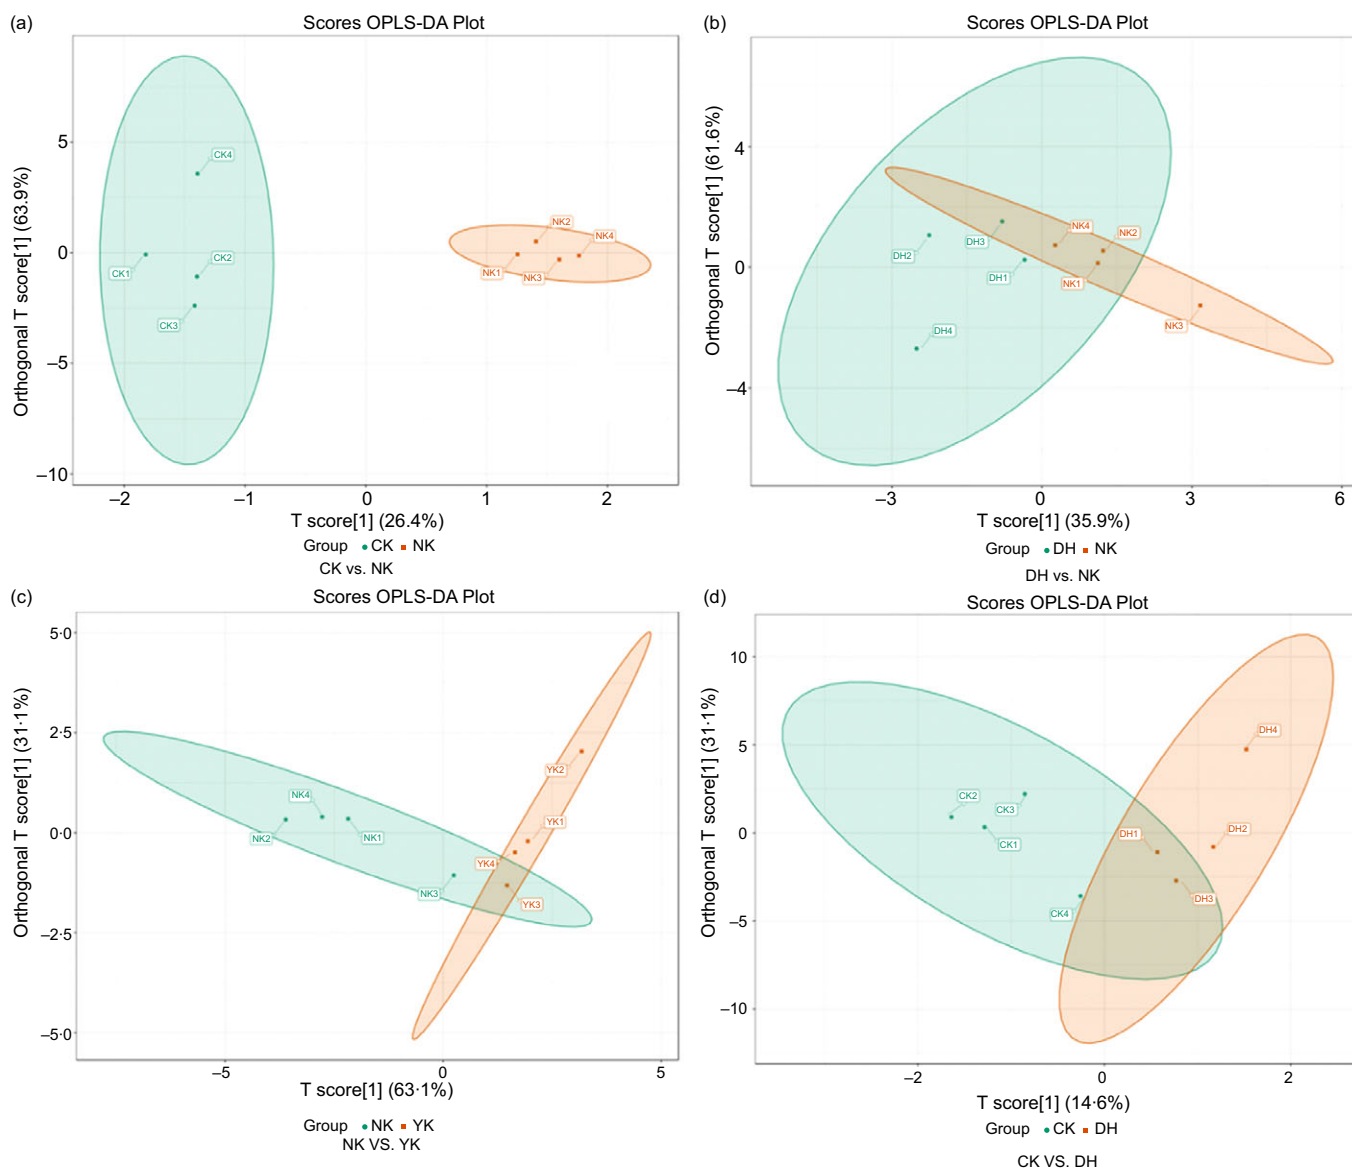 (a)
Scores OPLS-DA Plot
Orthogonal T score[1] (63.9%)
5
0
–5
–10
CK4
CK2
CK1
CK3
NK2
NK4
NK1
NK3
–2
–1
0
1
2
T score[1] (26.4%)
Group CK NK
CK vs. NK
(b)
Scores OPLS-DA Plot
Orthogonal T score[1] (61.6%)
4
0
–4
DH2
DH3
DH1
DH4
NK4
NK2
NK1
NK3
–3
0
3
6
T score[1] (35.9%)
Group DH NK
DH vs. NK
(c)
Scores OPLS-DA Plot
Orthogonal T score[1] (31·1%)
5·0
2·5
0·0
–2·5
–5·0
NK4
NK2
NK1
NK3
YK2
YK1
YK4
YK3
–5
0
5
T score[1] (63·1%)
Group NK YK
NK VS. YK
(d)
Scores OPLS-DA Plot
Orthogonal T score[1] (31·1%)
10
5
0
–5
–10
CK2
CK3
CK1
CK4
DH4
DH1
DH2
DH3
–2
0
2
T score[1] (14·6%)
Group CK DH
CK VS. DH